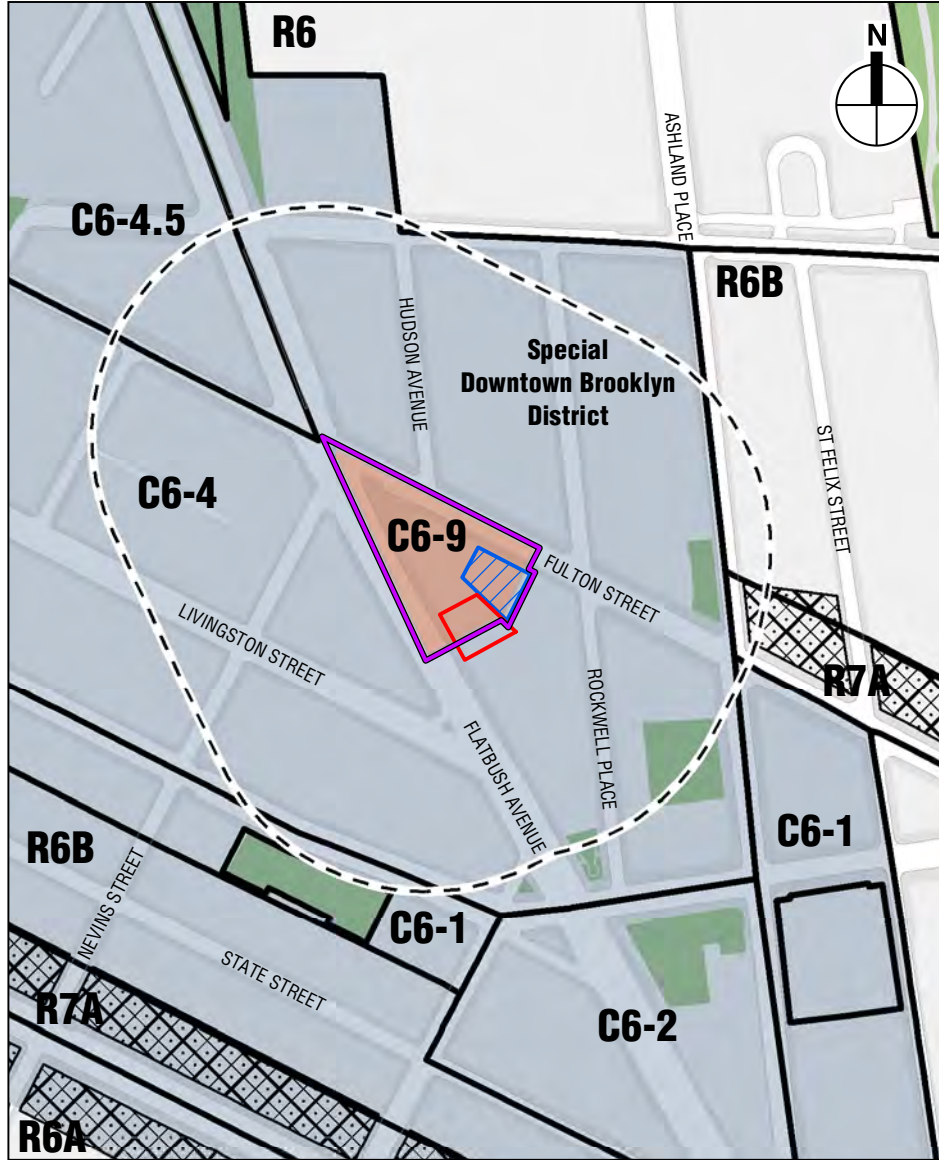 R6
N
ASHLAND PLACE
C6-4.5
R6B
HUDSON AVENUE
Special
Downtown Brooklyn
District
ST FELIX STREET
C6-4
C6-9
FULTON STREET
LIVINGSTON STREET
R7A
ROCKWELL PLACE
FLATBUSH AVENUE
C6-1
R6B
NEVINS STREET
C6-1
STATE STREET
R7A
C6-2
R6A